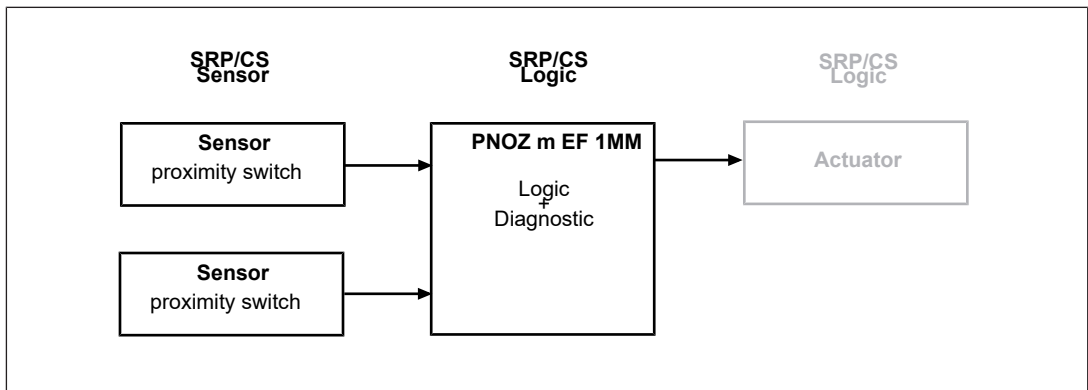 SRP/CS
Sensor
SRP/CS
Logic
SRP/CS
Logic
Sensor
proximity switch
PNOZ m EF 1MM
Logic
+
Diagnostic
Actuator
Sensor
proximity switch